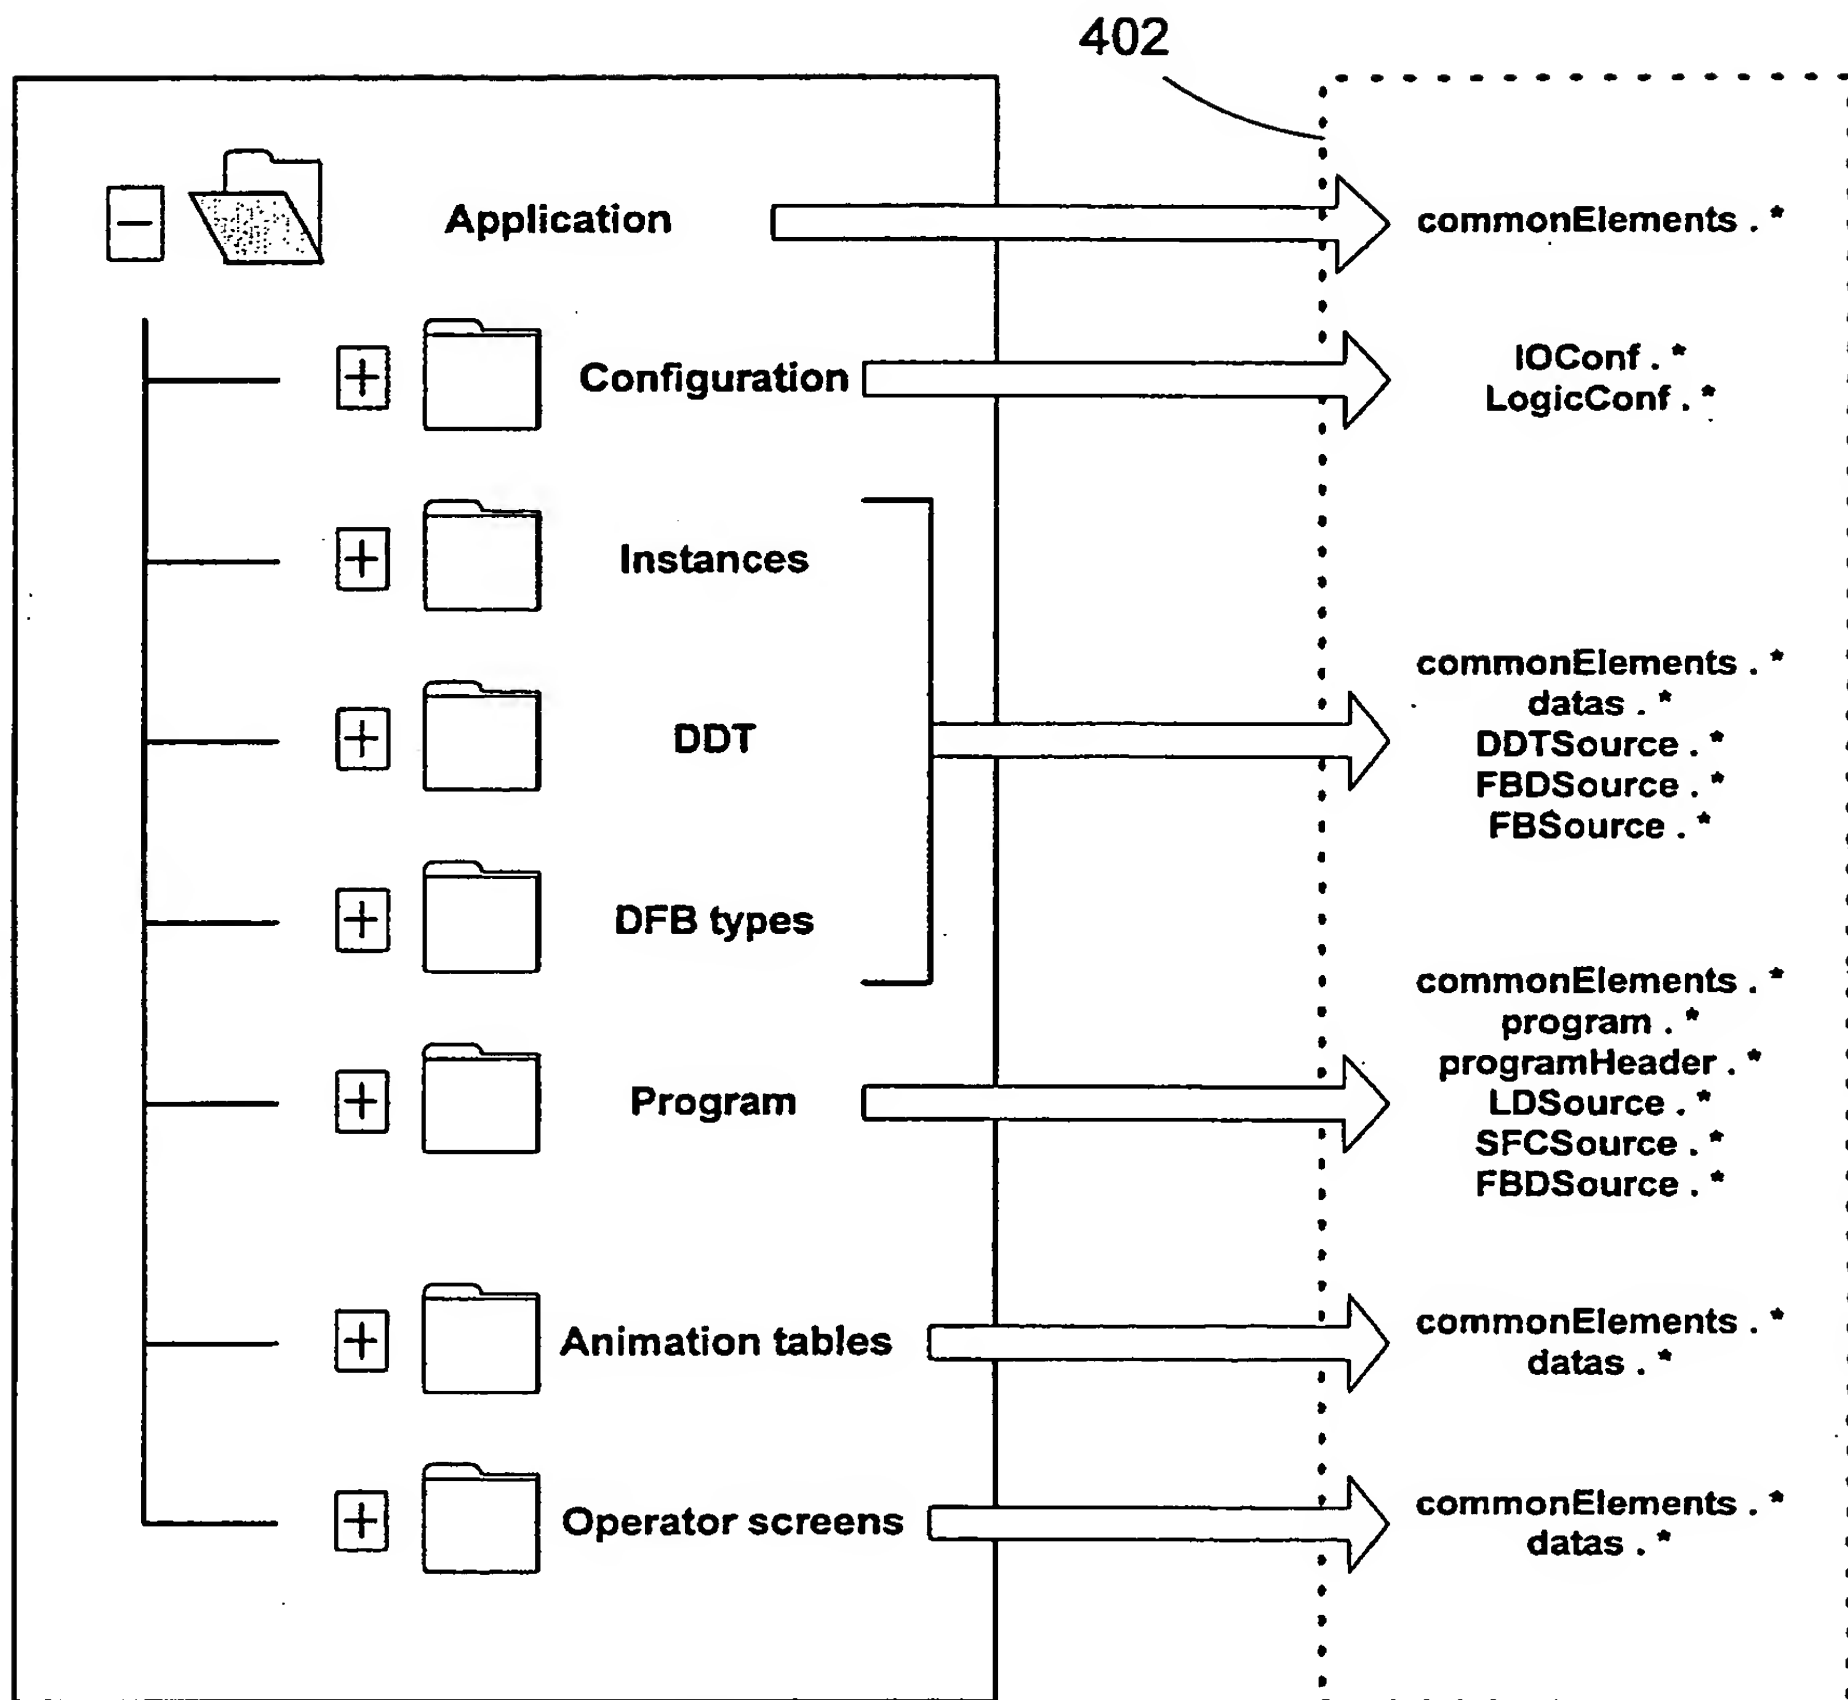 402
Application
commonElements . *
Configuration
IOConf . *
LogicConf . *
Instances
DDT
DFB types
commonElements . *
datas . *
DDTSource . *
FBDSource . *
FBSource . *
Program
commonElements . *
program . *
programHeader . *
LDSource . *
SFCSource . *
FBDSource . *
Animation tables
commonElements . *
datas . *
Operator screens
commonElements . *
datas . *